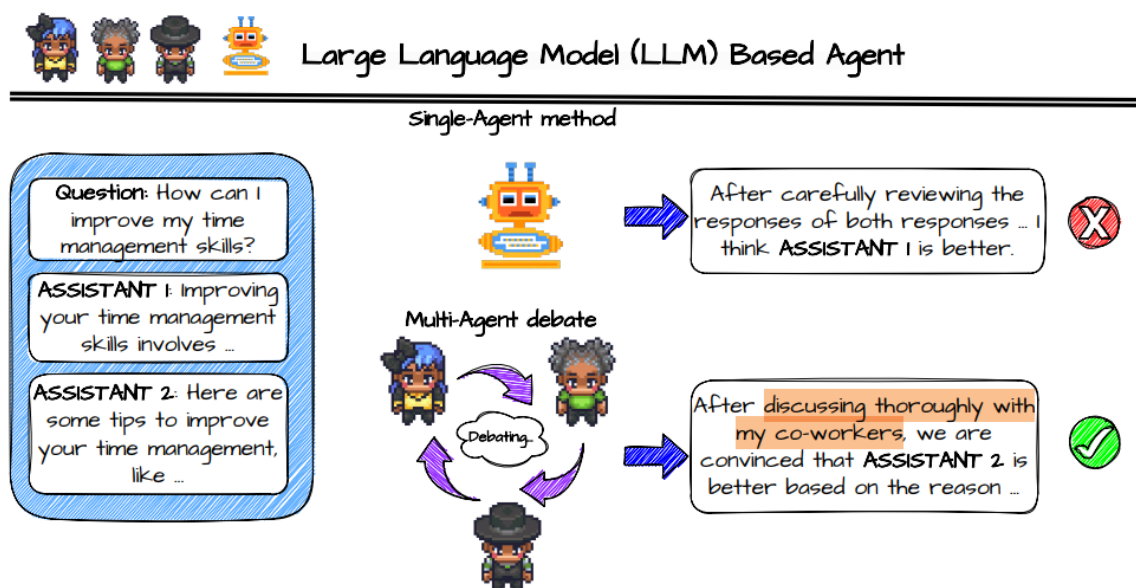 Large Language Model (LLM) Based Agent
Single-Agent method
Question: How can I
improve my time
management skills?
ASSISTANT 1: Improving
your time management
skills involves ...
ASSISTANT 2: Here are
some tips to improve
your time management,
like ...
After carefully reviewing the
responses of both responses ... I
think ASSISTANT 1 is better.
X
Multi-Agent debate
Debating...
After discussing thoroughly with
my co-workers, we are
convinced that ASSISTANT 2 is
better based on the reason ...